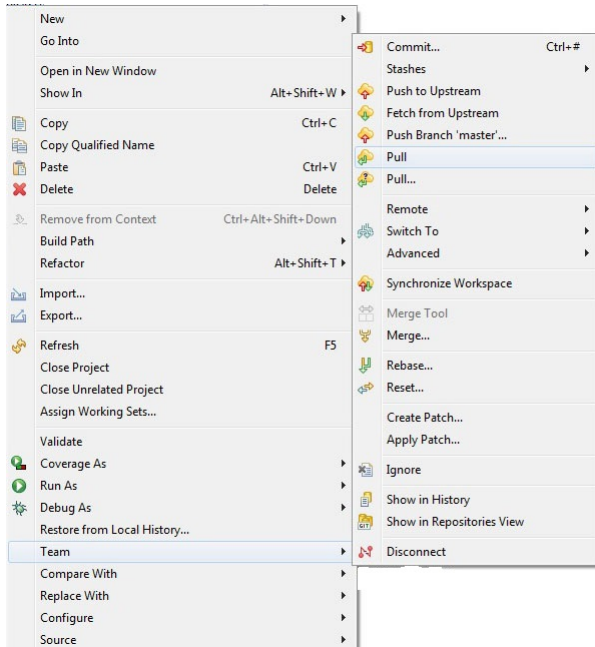 New
Go Into
Open in New Window
Show In Alt+Shift+W
Copy Ctrl+C
Copy Qualified Name
Paste Ctrl+V
Delete Delete
Remove from Context Ctrl+Alt+Shift+Down
Build Path
Refactor Alt+Shift+T
Import...
Export...
Refresh F5
Close Project
Close Unrelated Project
Assign Working Sets...
Validate
Coverage As
Run As
Debug As
Restore from Local History...
Team
Compare With
Replace With
Configure
Source
Commit... Ctrl+#
Stashes
Push to Upstream
Fetch from Upstream
Push Branch 'master'...
Pull
Pull...
Remote
Switch To
Advanced
Synchronize Workspace
Merge Tool
Merge...
Rebase...
Reset...
Create Patch...
Apply Patch...
Ignore
Show in History
GIT Show in Repositories View
Disconnect